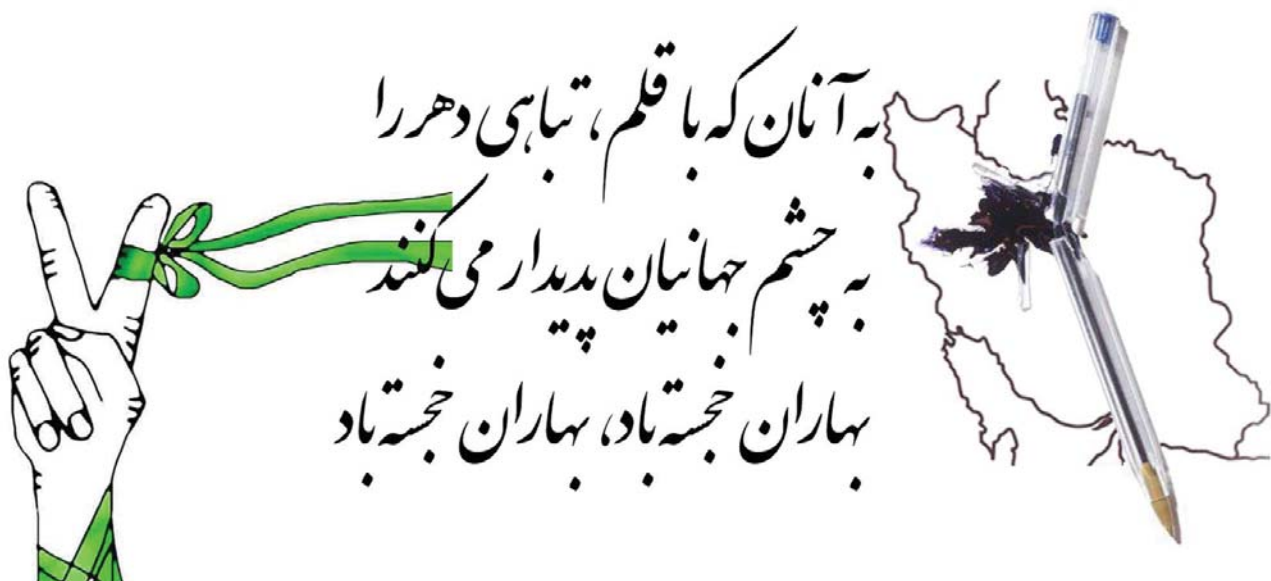 به آنان که با قلم، تباهی دهر را
به چشم جهانیان پدیدار می کنند
بهاران خجسته باد، بهاران خجسته باد